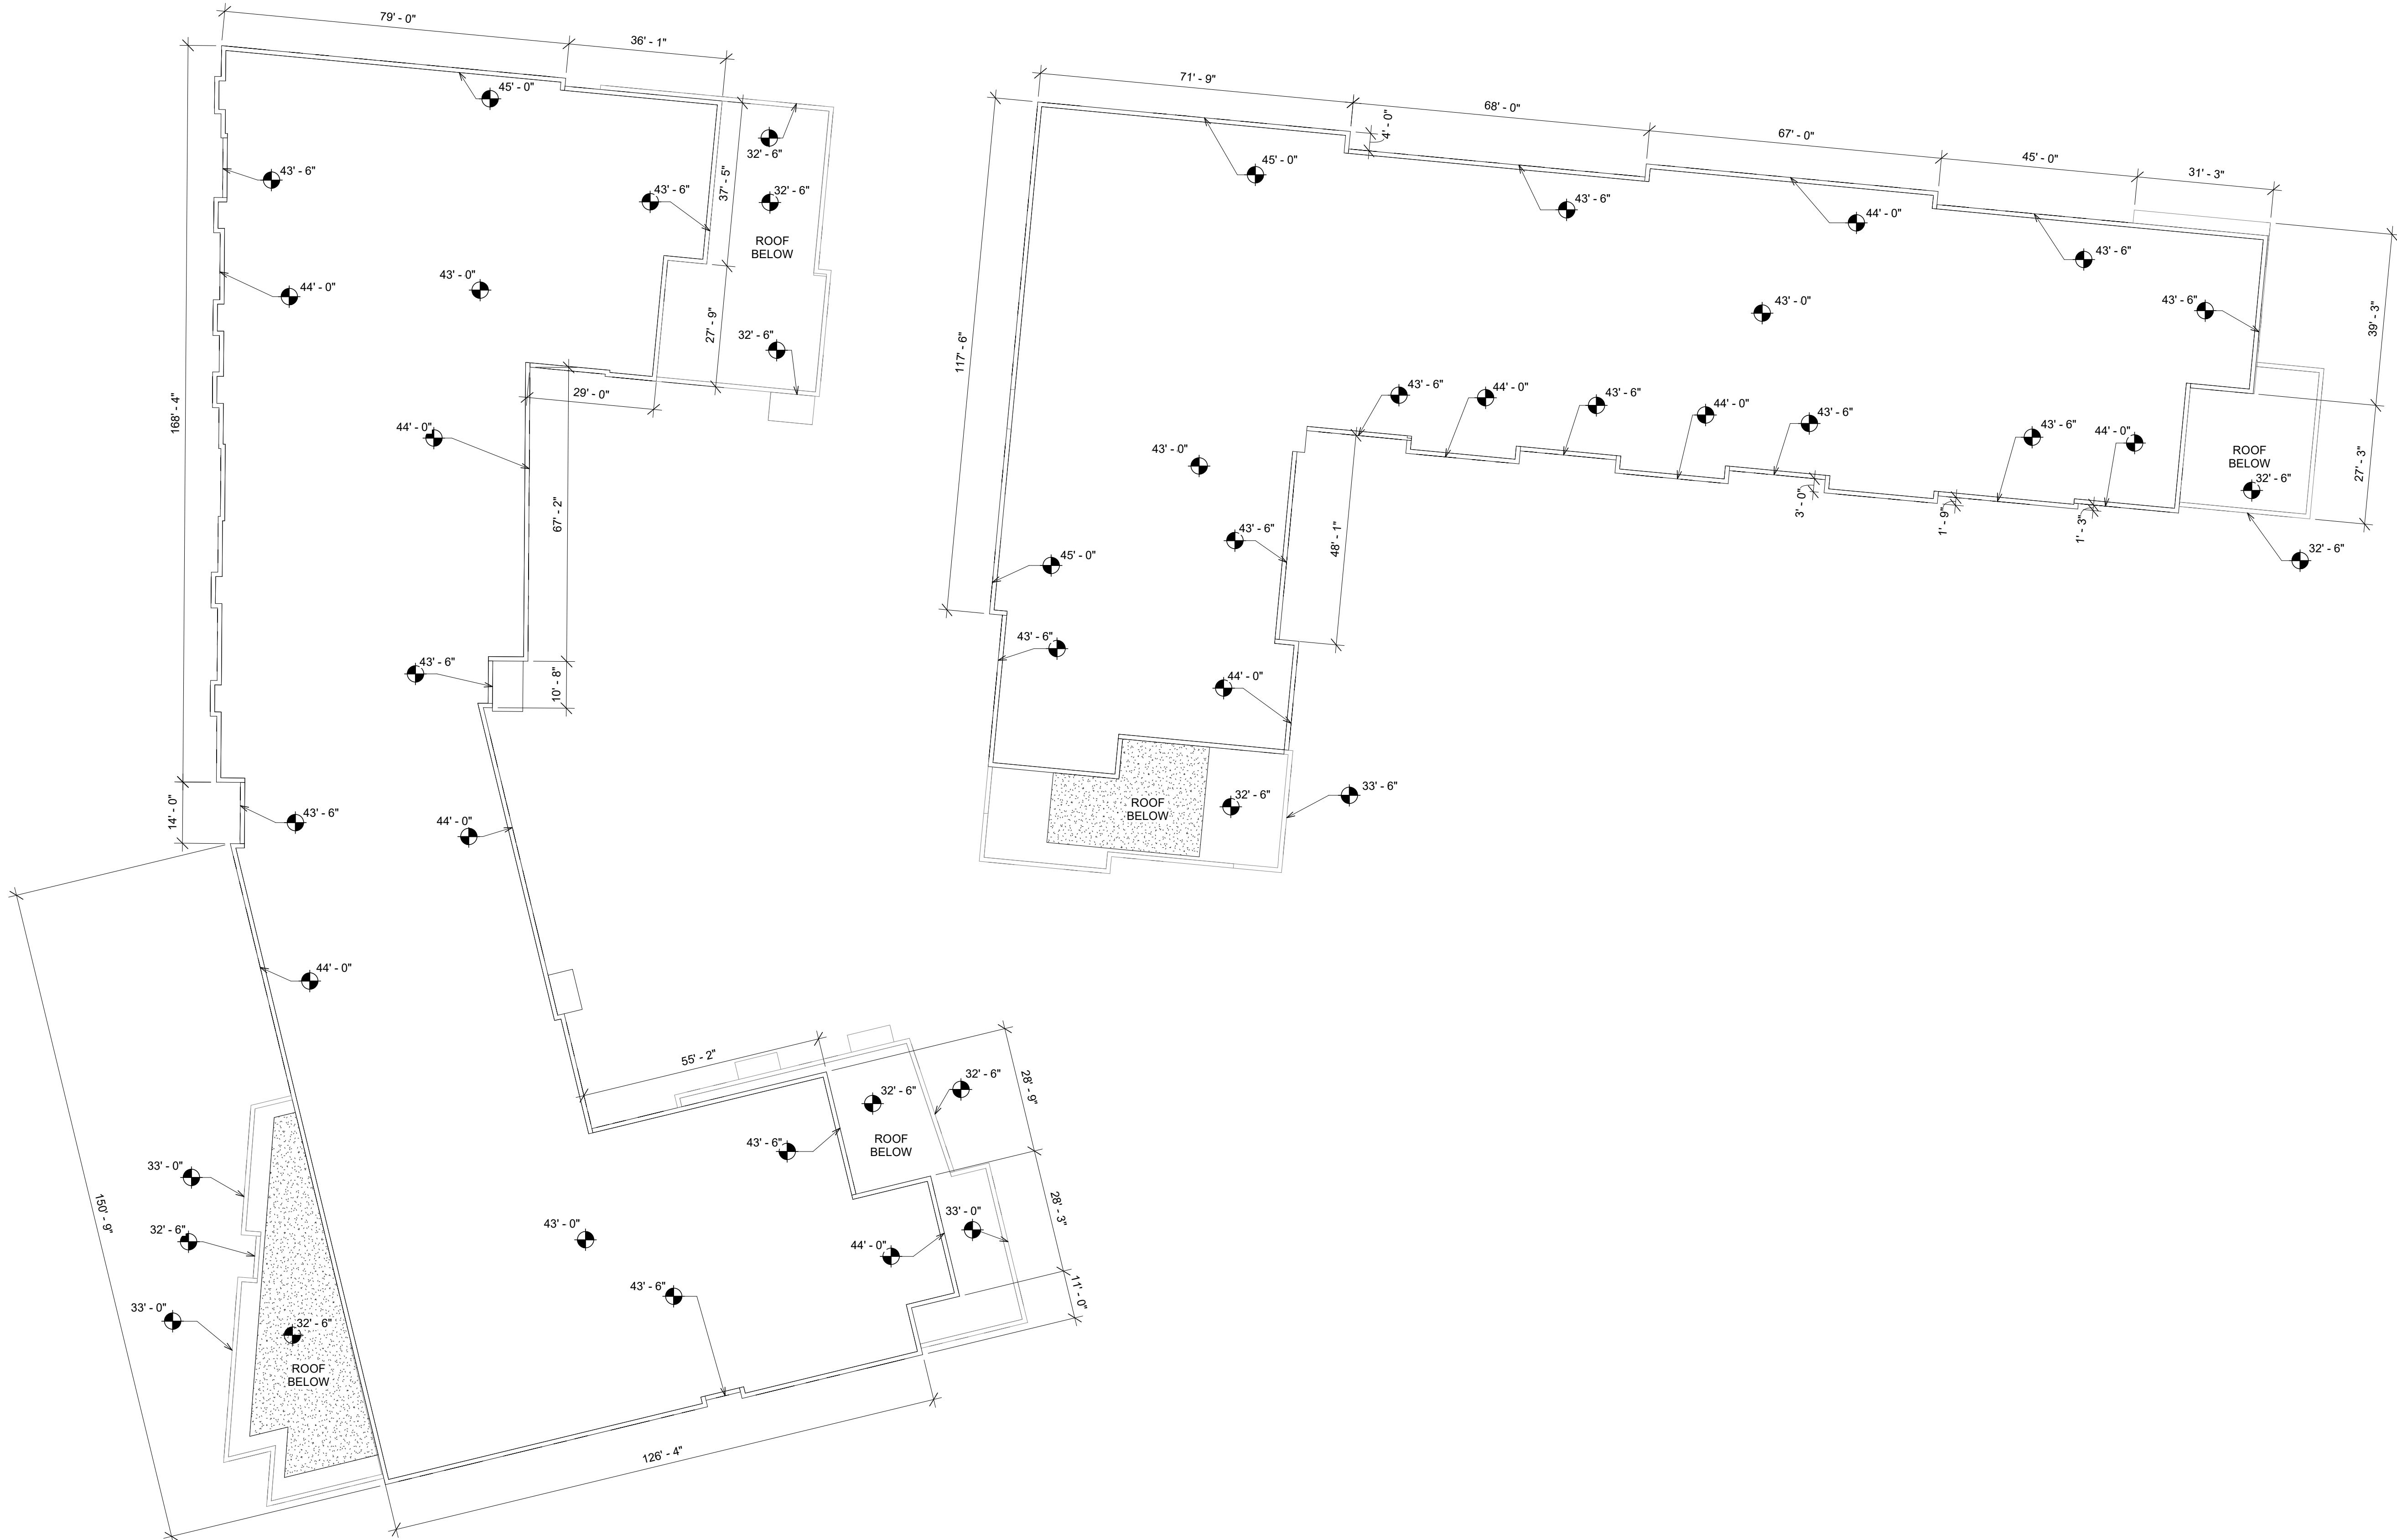 79' - 0"
36' - 1"
45' - 0"
32' - 6"
43' - 6"
43' - 6"
37' - 5"
32' - 6"
ROOF
BELOW
44' - 0"
43' - 0"
27' - 9"
32' - 6"
168' - 4"
29' - 0"
44' - 0"
67' - 2"
43' - 6"
10' - 8"
14' - 0"
43' - 6"
44' - 0"
44' - 0"
55' - 2"
32' - 6"
32' - 6"
28' - 9"
ROOF
BELOW
43' - 6"
33' - 0"
150' - 9"
28' - 3"
33' - 0"
32' - 6"
43' - 0"
44' - 0"
43' - 6"
11' - 0"
33' - 0"
32' - 6"
ROOF
BELOW
126' - 4"
71' - 9"
68' - 0"
4' - 0"
67' - 0"
45' - 0"
31' - 3"
45' - 0"
43' - 6"
44' - 0"
43' - 6"
43' - 6"
43' - 0"
39' - 3"
117' - 6"
43' - 6"
44' - 0"
43' - 6"
44' - 0"
43' - 6"
43' - 6"
44' - 0"
43' - 0"
ROOF
BELOW
32' - 6"
27' - 3"
3' - 0"
1' - 9"
1' - 3"
43' - 6"
48' - 1"
32' - 6"
45' - 0"
43' - 6"
44' - 0"
33' - 6"
32' - 6"
ROOF
BELOW